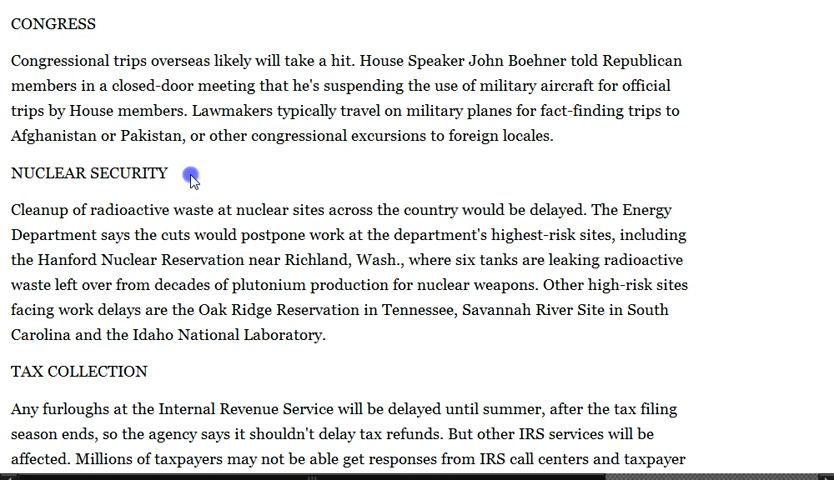 CONGRESS
Congressional trips overseas likely will take a hit. House Speaker John Boehner told Republican
members in a closed-door meeting that he's suspending the use of military aircraft for official
trips by House members. Lawmakers typically travel on military planes for fact-finding trips to
Afghanistan or Pakistan, or other congressional excursions to foreign locales.
NUCLEAR SECURITY
Cleanup of radioactive waste at nuclear sites across the country would be delayed. The Energy
Department says the cuts would postpone work at the department's highest-risk sites, including
the Hanford Nuclear Reservation near Richland, Wash., where six tanks are leaking radioactive
waste left over from decades of plutonium production for nuclear weapons. Other high-risk sites
facing work delays are the Oak Ridge Reservation in Tennessee, Savannah River Site in South
Carolina and the Idaho National Laboratory.
TAX COLLECTION
Any furloughs at the Internal Revenue Service will be delayed until summer, after the tax filing
season ends, so the agency says it shouldn't delay tax refunds. But other IRS services will be
affected. Millions of taxpayers may not be able get responses from IRS call centers and taxpayer